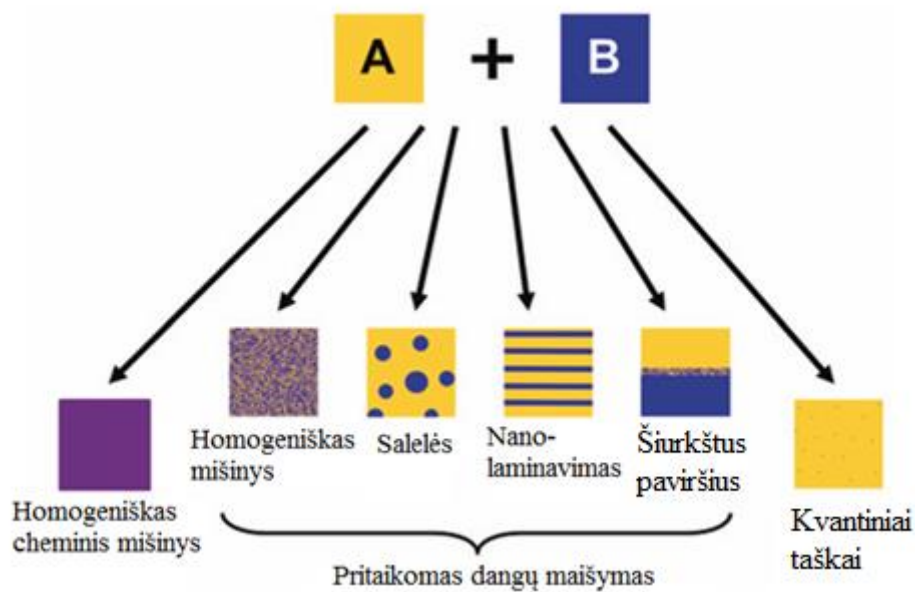 A + B
Homogeniškas
cheminis mišinys
Homogeniškas
mišinys
Salelės
Nano-
laminavimas
Šiurkštus
paviršius
Kvantiniai
taškai
Pritaikomas dangų maišymas